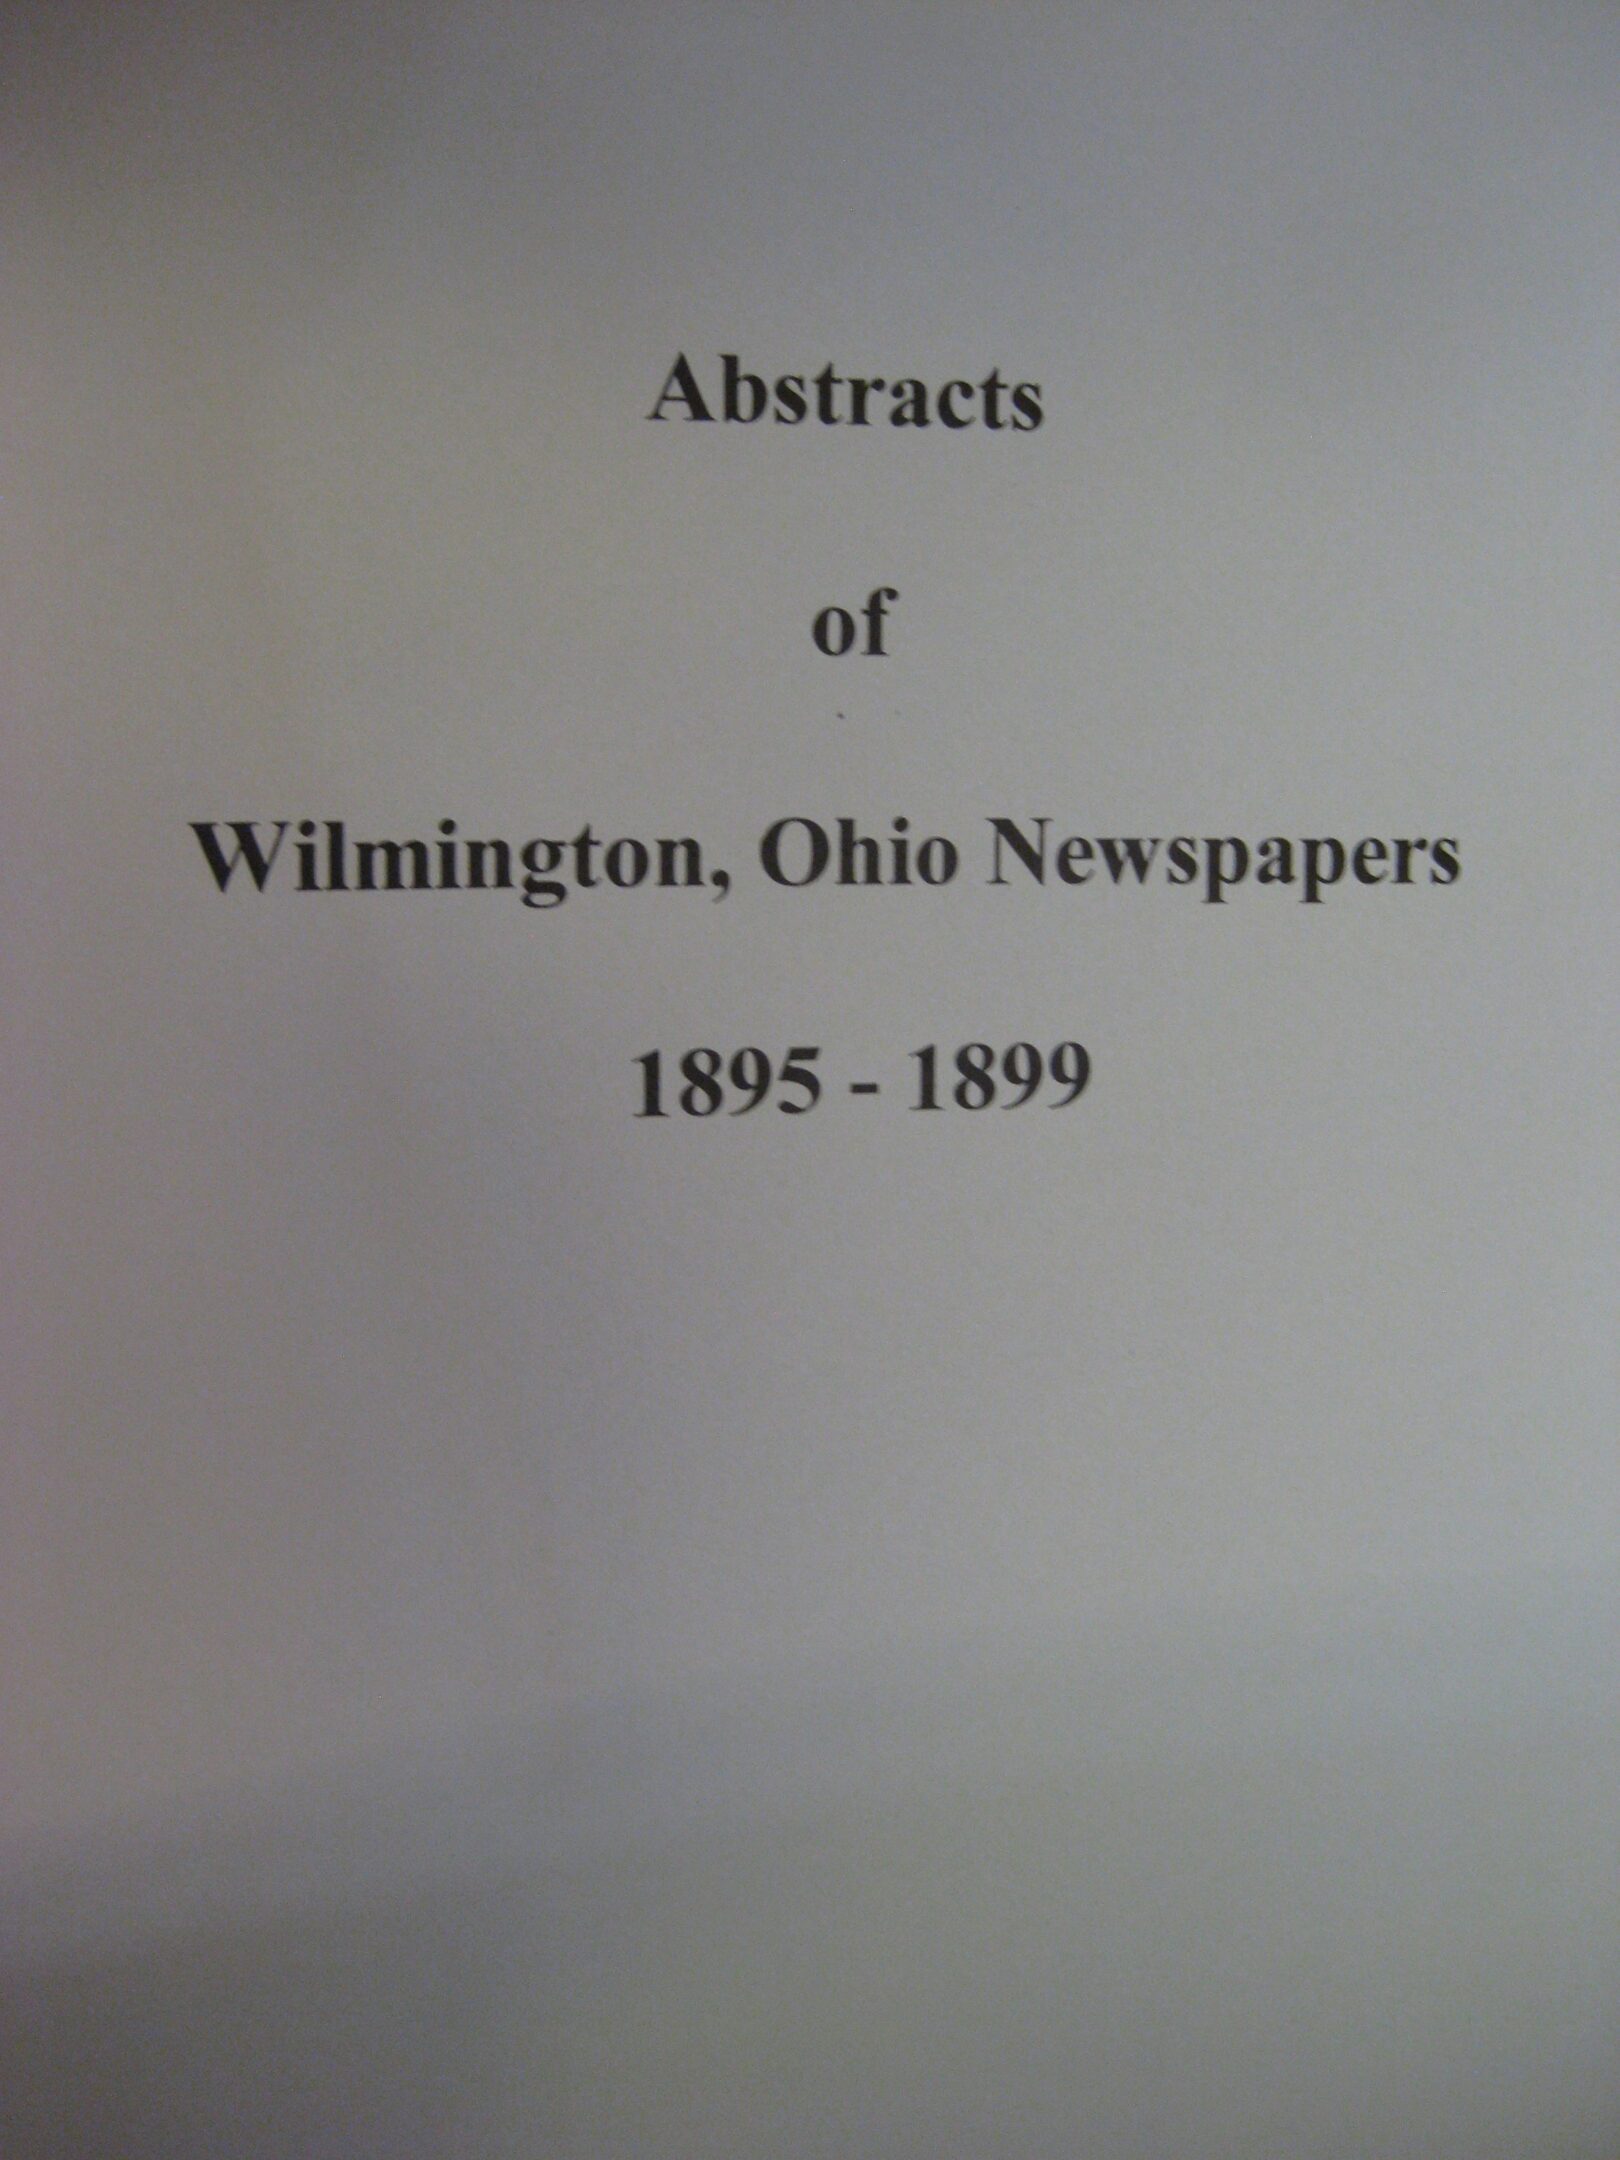 Abstracts
of
Wilmington, Ohio Newspapers
1895 - 1899